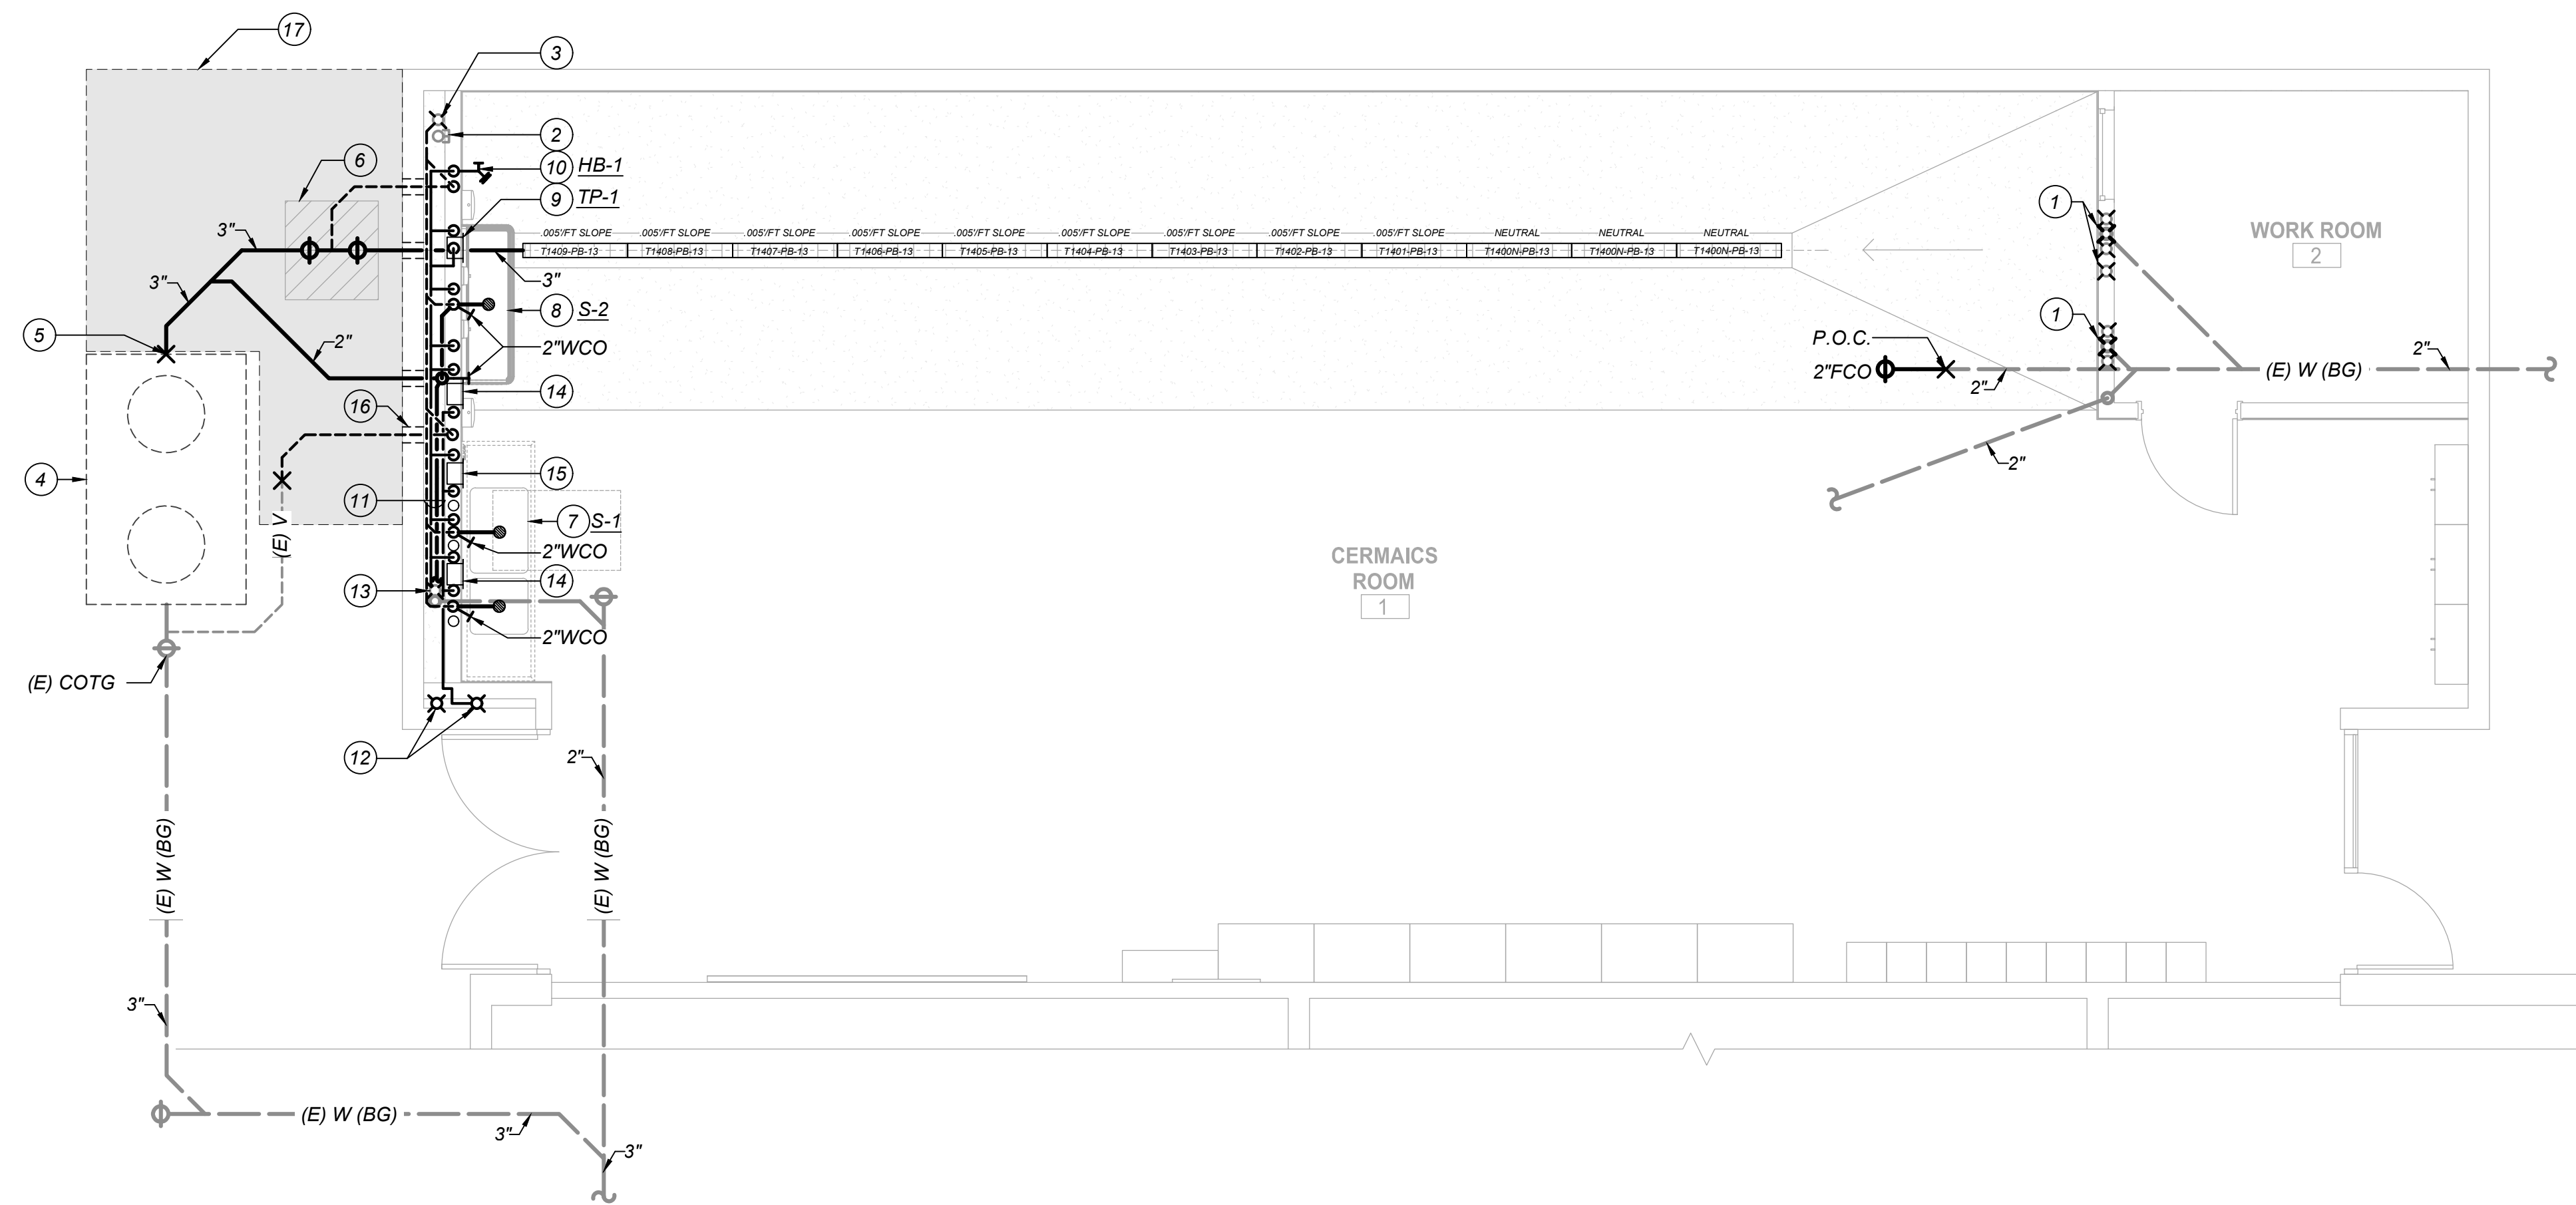 17
3
2
10 HB-1
6
9 TP-1
1
3"
.005'/FT SLOPE .005'/FT SLOPE .005'/FT SLOPE .005'/FT SLOPE .005'/FT SLOPE .005'/FT SLOPE .005'/FT SLOPE .005'/FT SLOPE .005'/FT SLOPE NEUTRAL NEUTRAL NEUTRAL
WORK ROOM
2
T1409-PB-13 T1408-PB-13 T1407-PB-13 T1406-PB-13 T1405-PB-13 T1404-PB-13 T1403-PB-13 T1402-PB-13 T1401-PB-13 T1400N-PB-13 T1400N-PB-13 T1400N-PB-13
3"
3"
8 S-2
1
5
2"
2"WCO
P.O.C.
2"FCO
2"
(E) W (BG)
2"
14
16
2"
4
15
11
7 S-1
(E) V
2"WCO
CERMAICS
ROOM
1
14
13
2"WCO
(E) COTG
12
2"
(E) W (BG)
(E) W (BG)
3"
(E) W (BG)
3"
3"